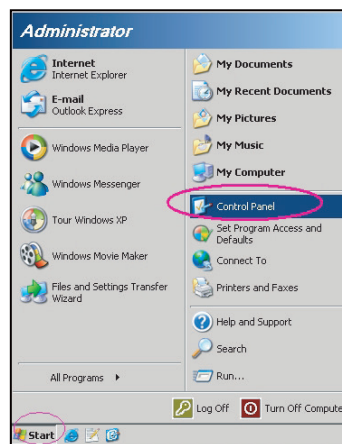 Administrator
Internet
Internet Explorer
E-mail
Outlook Express
Windows Media Player
Windows Messenger
Tour Windows XP
Windows Movie Maker
Files and Settings Transfer
Wizard
All Programs
My Documents
My Recent Documents
My Pictures
My Music
My Computer
Control Panel
Set Program Access and
Defaults
Connect To
Printers and Faxes
Help and Support
Search
Run...
Log Off
Turn Off Compute
Start